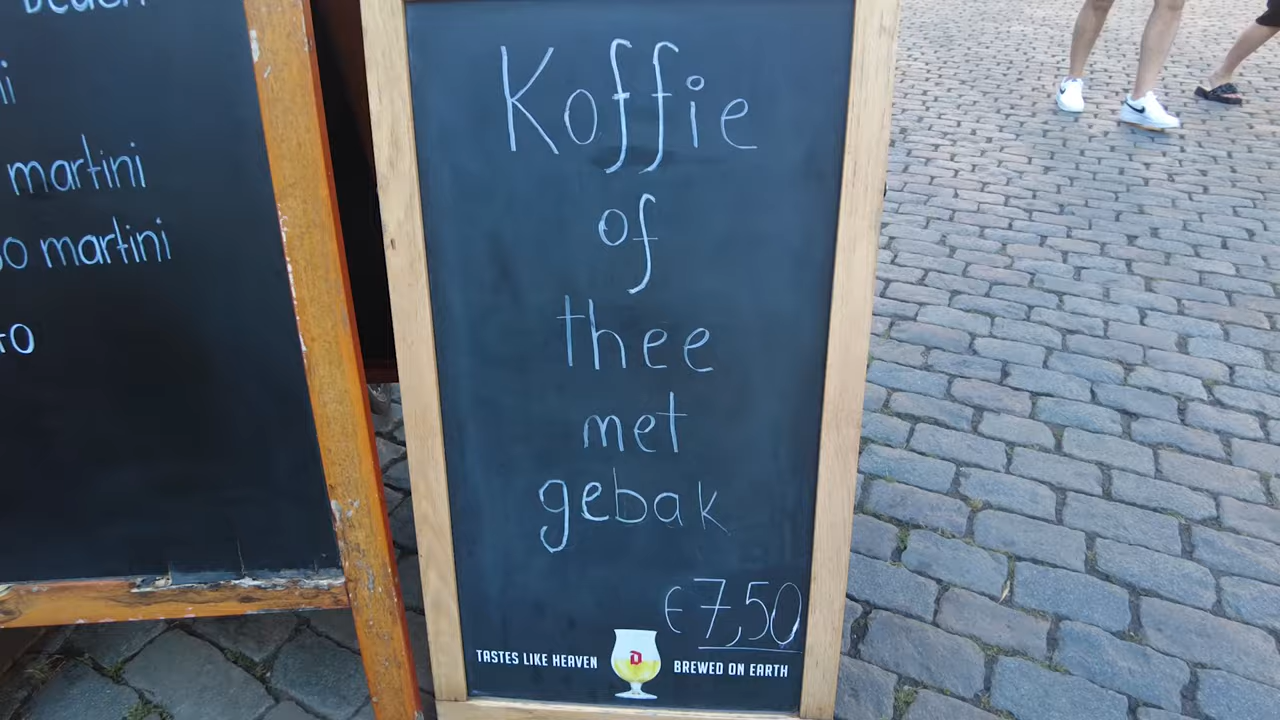 martini
martini
Koffie
of
thee
met
gebak
€7,50
TASTES LIKE HEAVEN BREWED ON EARTH